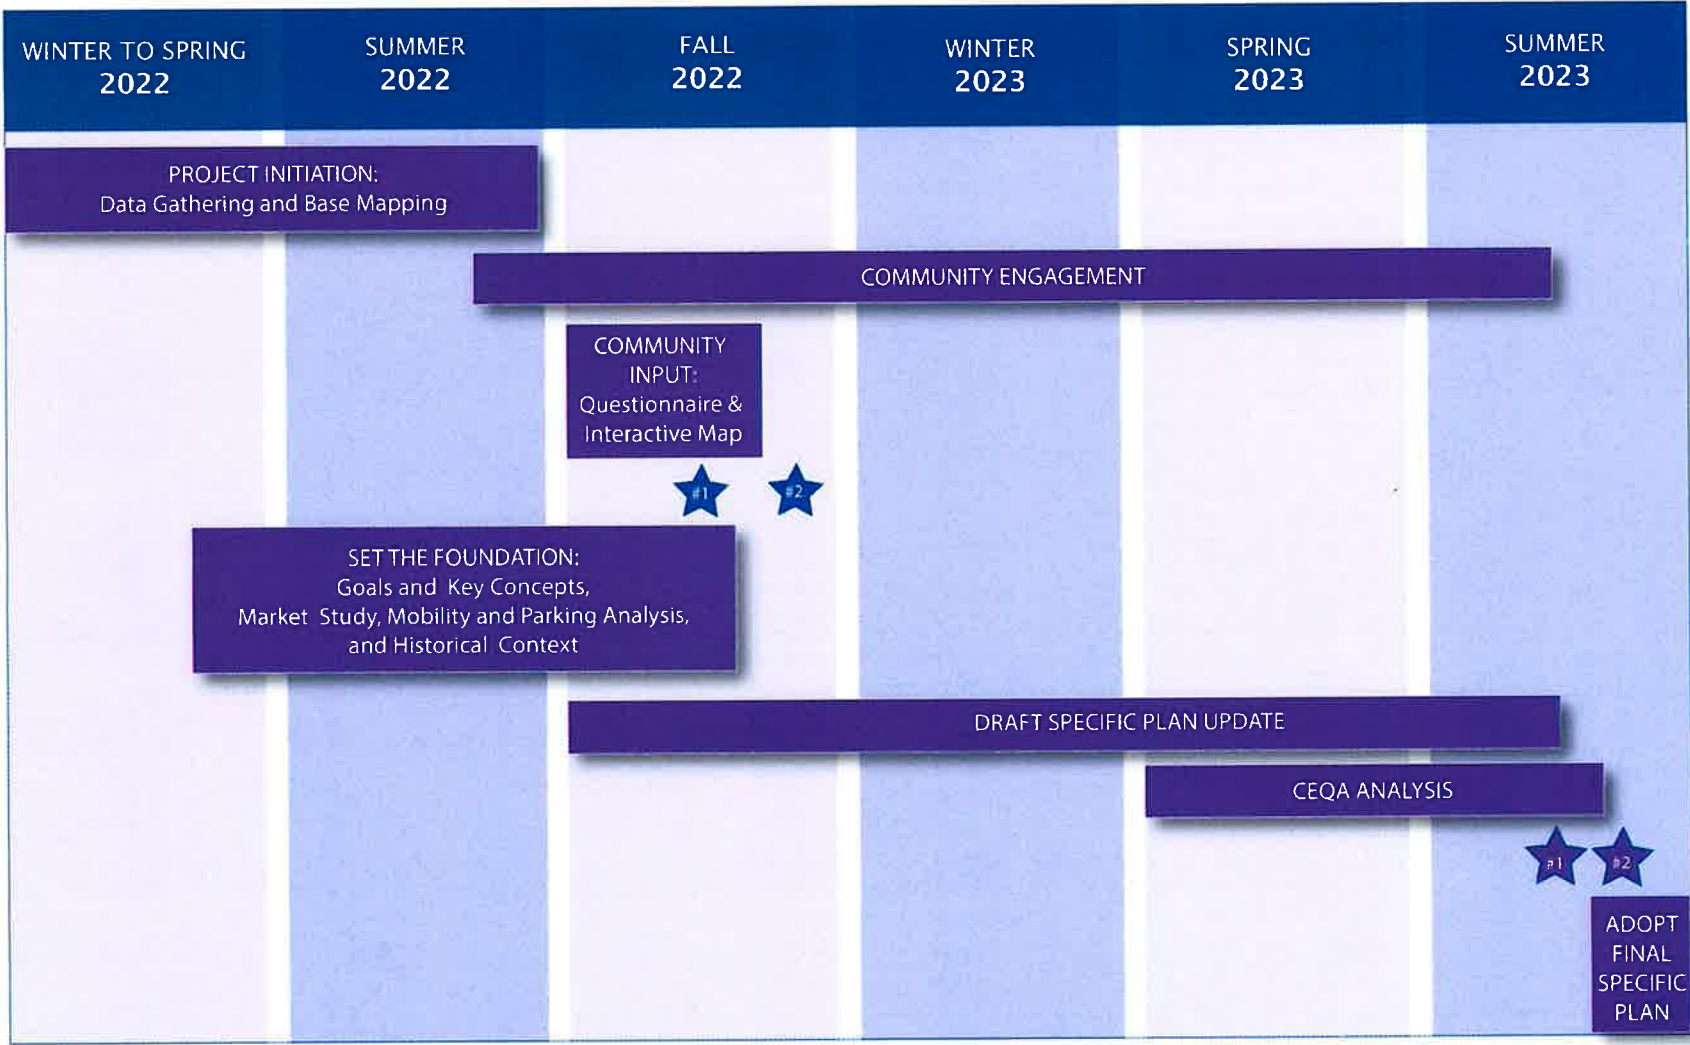 WINTER TO SPRING
2022
SUMMER
2022
FALL
2022
WINTER
2023
SPRING
2023
SUMMER
2023
PROJECT INITIATION:
Data Gathering and Base Mapping
COMMUNITY ENGAGEMENT
COMMUNITY
INPUT:
Questionnaire &
Interactive Map
#1
#2
SET THE FOUNDATION:
Goals and Key Concepts,
Market Study, Mobility and Parking Analysis,
and Historical Context
DRAFT SPECIFIC PLAN UPDATE
CEQA ANALYSIS
#1
#2
ADOPT
FINAL
SPECIFIC
PLAN